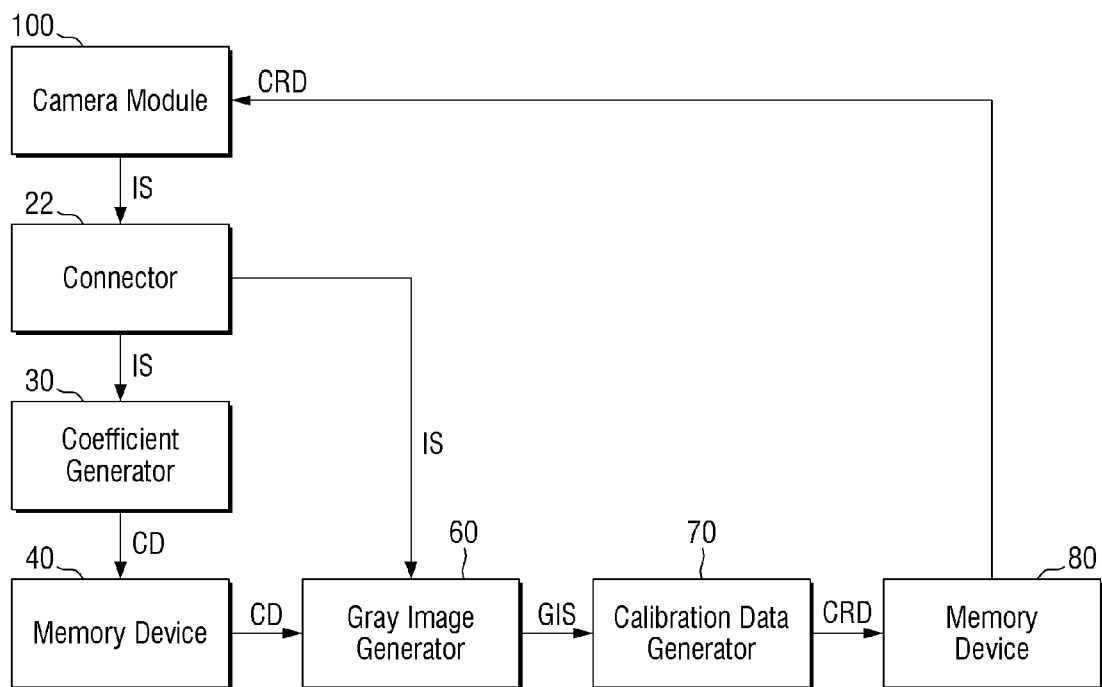 100
Camera Module
CRD
IS
22
Connector
IS
30
Coefficient
Generator
IS
CD
40
Memory Device
CD
60
Gray Image
Generator
GIS
70
Calibration Data
Generator
CRD
80
Memory
Device